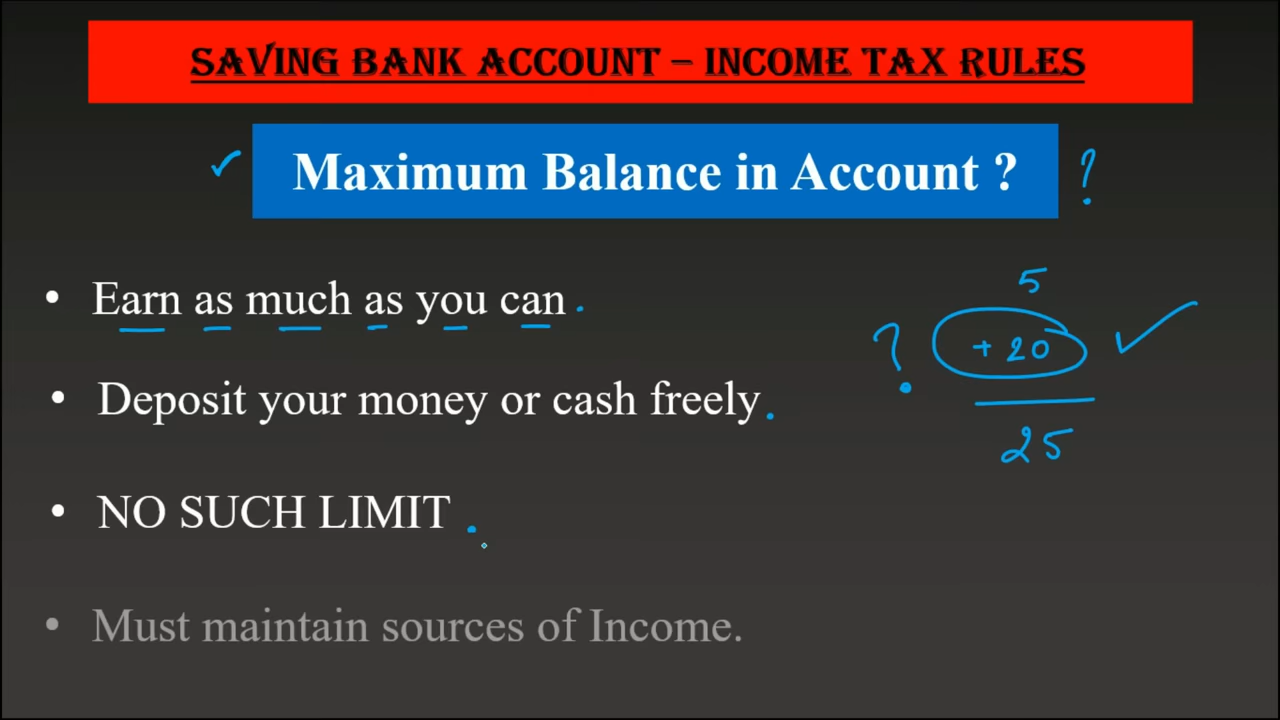 SAVING BANK ACCOUNT – INCOME TAX RULES
Maximum Balance in Account ? ?
• Earn as much as you can .
5
? + 20
• Deposit your money or cash freely .
25
• NO SUCH LIMIT .
• Must maintain sources of Income.